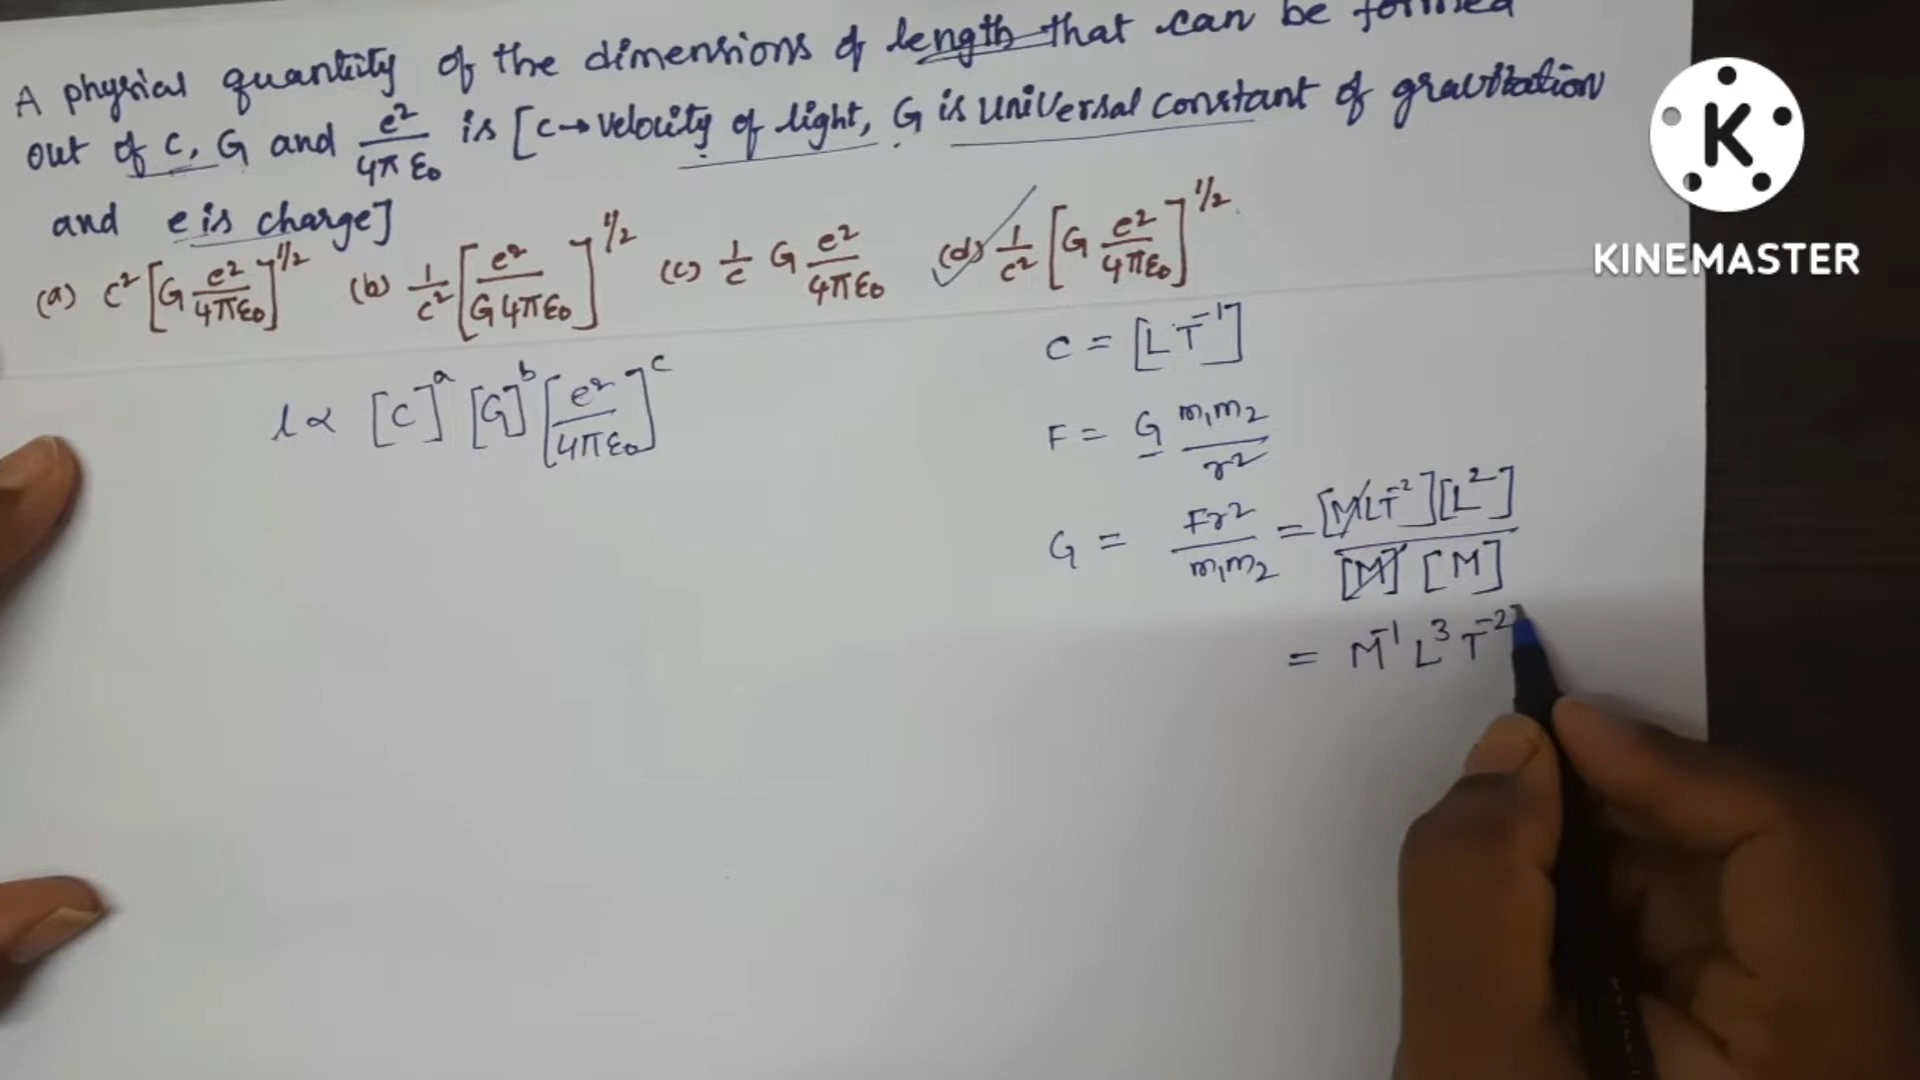 A physical quantity of the dimensions of length that can be formed
out of c, G and e²/4πε₀ is [c→velocity of light, G is universal constant of gravitation
and e is charge]
(a) c² [G e²/4πε₀]^1/2 (b) 1/c² [e²/G4πε₀]^1/2 (c) 1/c G e²/4πε₀ (d) 1/c² [G e²/4πε₀]^1/2
l ∝ [C]^a [G]^b [e²/4πε₀]^c
C = [LT⁻¹]
F = G m₁m₂/r²
G = Fr²/m₁m₂ = [MLT⁻²][L²]/[M][M]
= M⁻¹L³T⁻²
K
KINEMASTER